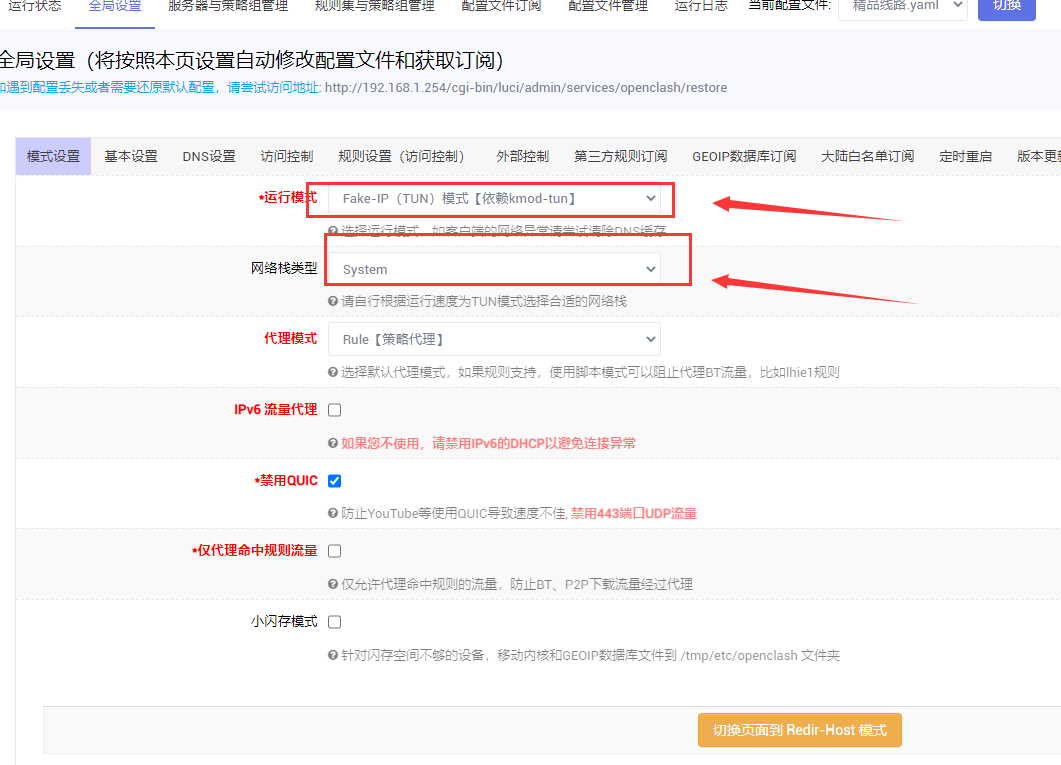 运行状态 全局设置 服务器与策略组管理 规则集与策略组管理 配置文件订阅 配置文件管理 运行日志 当前配置文件: 精品线路.yaml 切换
全局设置（将按照本页设置自动修改配置文件和获取订阅）
如遇到配置丢失或者需要还原默认配置，请尝试访问地址: http://192.168.1.254/cgi-bin/luci/admin/services/openclash/restore
模式设置 基本设置 DNS设置 访问控制 规则设置（访问控制） 外部控制 第三方规则订阅 GEOIP数据库订阅 大陆白名单订阅 定时重启 版本更新
*运行模式 Fake-IP（TUN）模式【依赖kmod-tun】
选择运行模式，如客户端的网络异常请尝试清除DNS缓存
网络栈类型 System
请自行根据运行速度为TUN模式选择合适的网络栈
代理模式 Rule【策略代理】
选择默认代理模式，如果规则支持，使用脚本模式可以阻止代理BT流量，比如lhie1规则
IPv6 流量代理
如果您不使用，请禁用IPv6的DHCP以避免连接异常
*禁用QUIC
防止YouTube等使用QUIC导致速度不佳, 禁用443端口UDP流量
*仅代理命中规则流量
仅允许代理命中规则的流量，防止BT、P2P下载流量经过代理
小闪存模式
针对闪存空间不够的设备，移动内核和GEOIP数据库文件到 /tmp/etc/openclash 文件夹
切换页面到 Redir-Host 模式